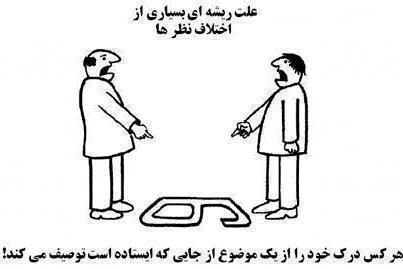 علت ریشه ای بسیاری از
اختلاف نظر ها
6
هر کس درک خود را از یک موضوع از جایی که ایستاده است توصیف می کند!